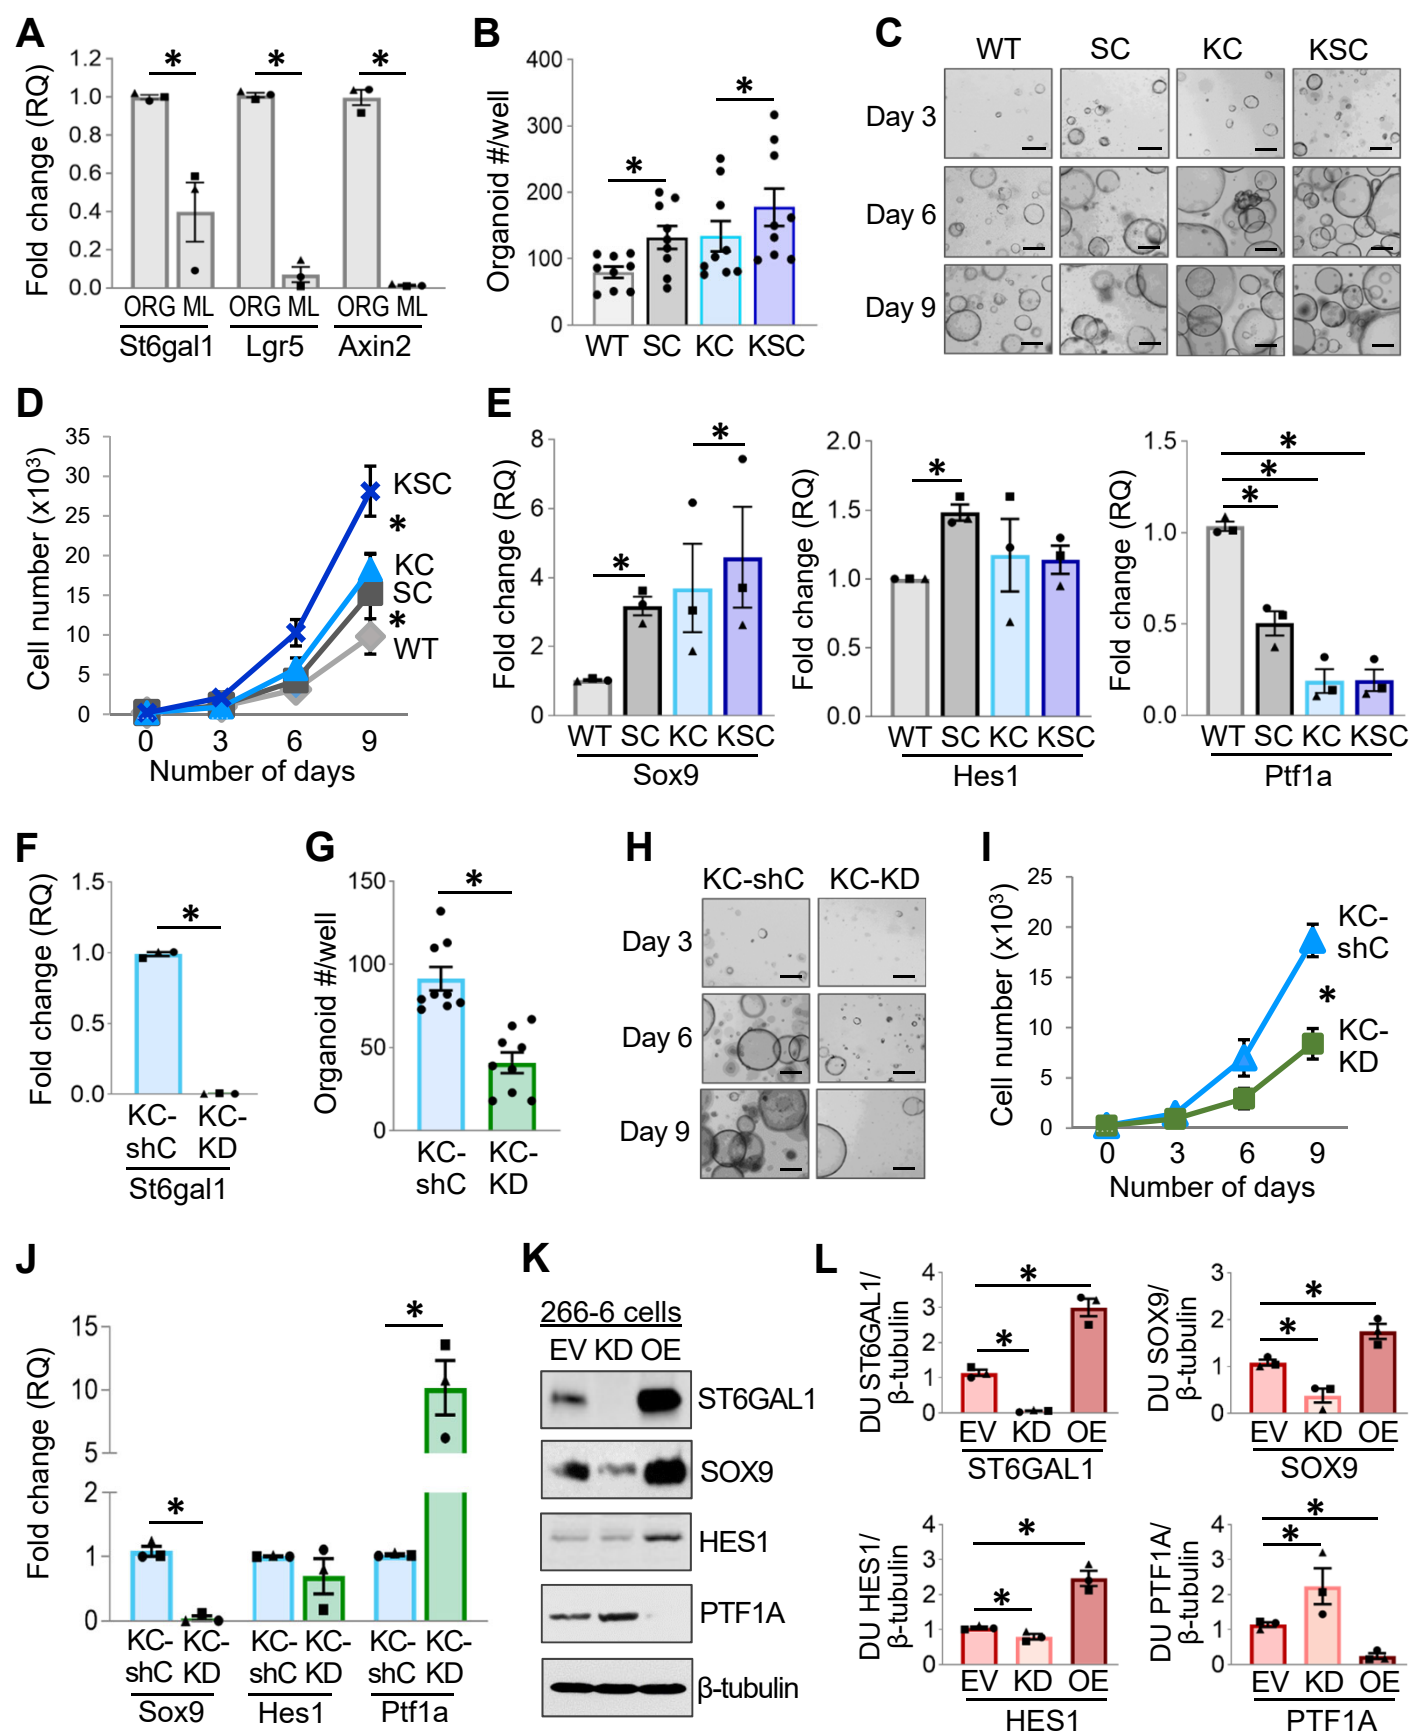 A
Fold change (RQ)
1.2
1.0
0.8
0.6
0.4
0.2
0.0
* * *
ORG ML ORG ML ORG ML
St6gal1 Lgr5 Axin2
B
Organoid #/well
400
300
200
100
0
* *
WT SC KC KSC
C
WT SC KC KSC
Day 3
Day 6
Day 9
D
Cell number (x10³)
35
30
25
20
15
10
5
0
KSC
*
KC
SC
*
WT
0 3 6 9
Number of days
E
Fold change (RQ)
8
6
4
2
0
* *
WT SC KC KSC
Sox9
Fold change (RQ)
2.0
1.5
1.0
0.5
0.0
*
WT SC KC KSC
Hes1
Fold change (RQ)
1.5
1.0
0.5
0.0
*
*
*
WT SC KC KSC
Ptf1a
F
Fold change (RQ)
1.5
1.0
0.5
0.0
*
KC- KC-
shC KD
St6gal1
G
Organoid #/well
150
100
50
0
*
KC- KC-
shC KD
H
KC-shC KC-KD
Day 3
Day 6
Day 9
I
Cell number (x10³)
25
20
15
10
5
0
KC-
shC
*
KC-
KD
0 3 6 9
Number of days
J
Fold change (RQ)
15
10
5
2
1
0
* *
KC- KC- KC- KC- KC- KC-
shC KD shC KD shC KD
Sox9 Hes1 Ptf1a
K
266-6 cells
EV KD OE
ST6GAL1
SOX9
HES1
PTF1A
β-tubulin
L
DU ST6GAL1/
β-tubulin
4
3
2
1
0
*
*
EV KD OE
ST6GAL1
DU SOX9/
β-tubulin
3
2
1
0
*
*
EV KD OE
SOX9
DU HES1/
β-tubulin
4
3
2
1
0
*
*
EV KD OE
HES1
DU PTF1A/
β-tubulin
4
3
2
1
0
*
*
EV KD OE
PTF1A